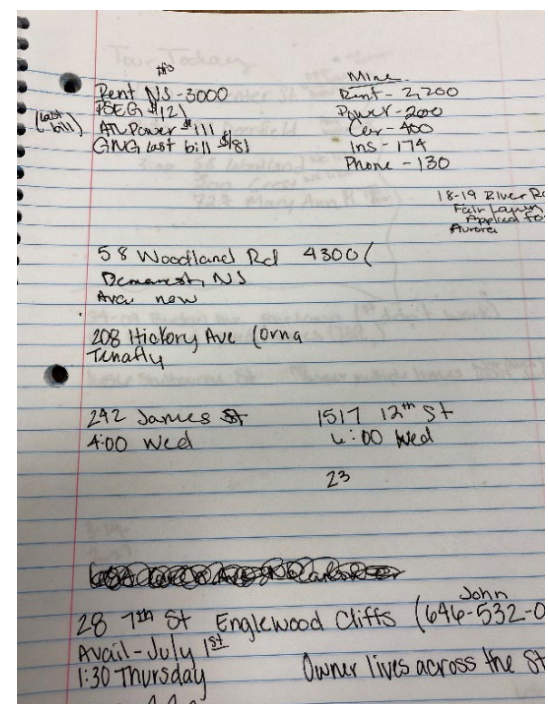 Rent NJ - 3000
PSEG $121
(last bill)
ATL Power $111
GNG last bill $181
Mine
Rent - 2,200
Power - 200
Car - 400
Ins - 174
Phone - 130
18-19 River Rd
Fair Lawn
Applied for
Aurora
58 Woodland Rd 4300(
Demarest, NJ
Avai now
208 Hickory Ave (Orna
Tenafly
242 James St
4:00 Wed
1517 12th St
6:00 Wed
23
John
28 7th St Englewood Cliffs (646-532-0
Avail - July 1st
1:30 Thursday
Owner lives across the St